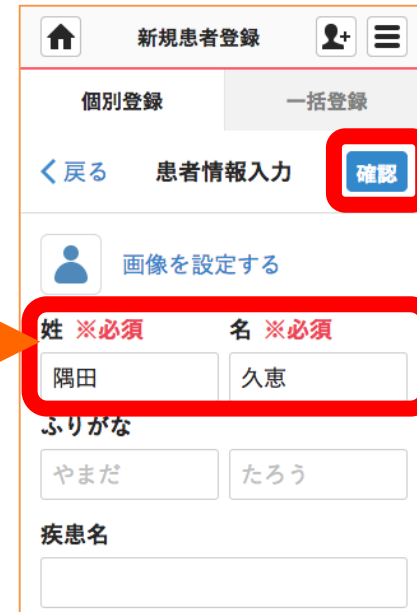 新規患者登録
個別登録 一括登録
戻る 患者情報入力 確認
画像を設定する
姓 ※必須 名 ※必須
隅田 久恵
ふりがな
やまだ たろう
疾患名